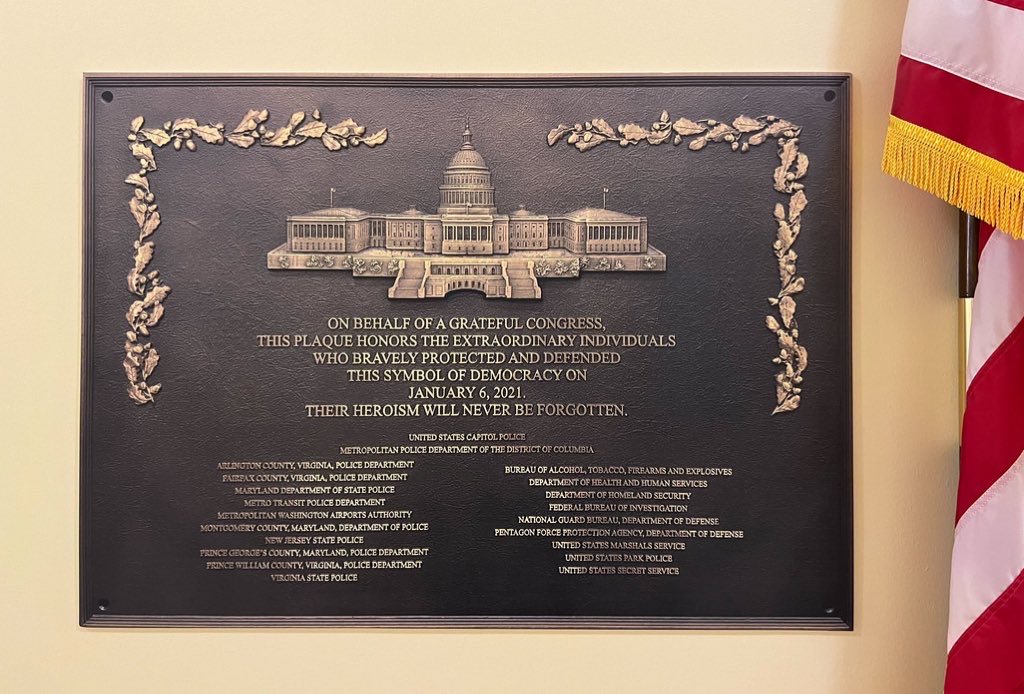 ON BEHALF OF A GRATEFUL CONGRESS,
THIS PLAQUE HONORS THE EXTRAORDINARY INDIVIDUALS
WHO BRAVELY PROTECTED AND DEFENDED
THIS SYMBOL OF DEMOCRACY ON
JANUARY 6, 2021.
THEIR HEROISM WILL NEVER BE FORGOTTEN.
UNITED STATES CAPITOL POLICE
METROPOLITAN POLICE DEPARTMENT OF THE DISTRICT OF COLUMBIA
ARLINGTON COUNTY, VIRGINIA, POLICE DEPARTMENT
FAIRFAX COUNTY, VIRGINIA, POLICE DEPARTMENT
MARYLAND DEPARTMENT OF STATE POLICE
METRO TRANSIT POLICE DEPARTMENT
METROPOLITAN WASHINGTON AIRPORTS AUTHORITY
MONTGOMERY COUNTY, MARYLAND, DEPARTMENT OF POLICE
NEW JERSEY STATE POLICE
PRINCE GEORGE'S COUNTY, MARYLAND, POLICE DEPARTMENT
PRINCE WILLIAM COUNTY, VIRGINIA, POLICE DEPARTMENT
VIRGINIA STATE POLICE
BUREAU OF ALCOHOL, TOBACCO, FIREARMS AND EXPLOSIVES
DEPARTMENT OF HEALTH AND HUMAN SERVICES
DEPARTMENT OF HOMELAND SECURITY
FEDERAL BUREAU OF INVESTIGATION
NATIONAL GUARD BUREAU, DEPARTMENT OF DEFENSE
PENTAGON FORCE PROTECTION AGENCY, DEPARTMENT OF DEFENSE
UNITED STATES MARSHALS SERVICE
UNITED STATES PARK POLICE
UNITED STATES SECRET SERVICE